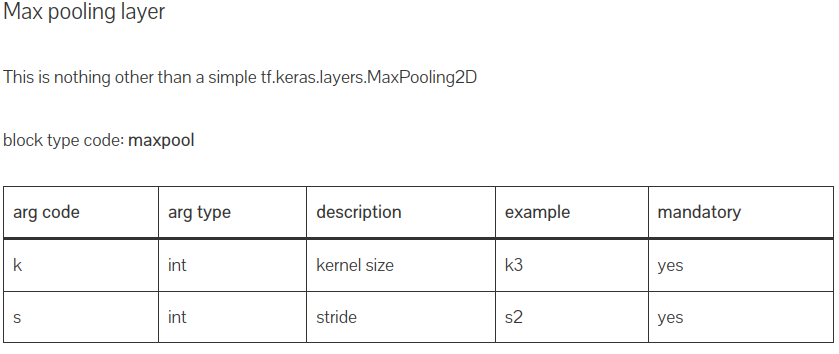 Max pooling layer
This is nothing other than a simple tf.keras.layers.MaxPooling2D
block type code: maxpool
arg code arg type description example mandatory
k int kernel size k3 yes
s int stride s2 yes